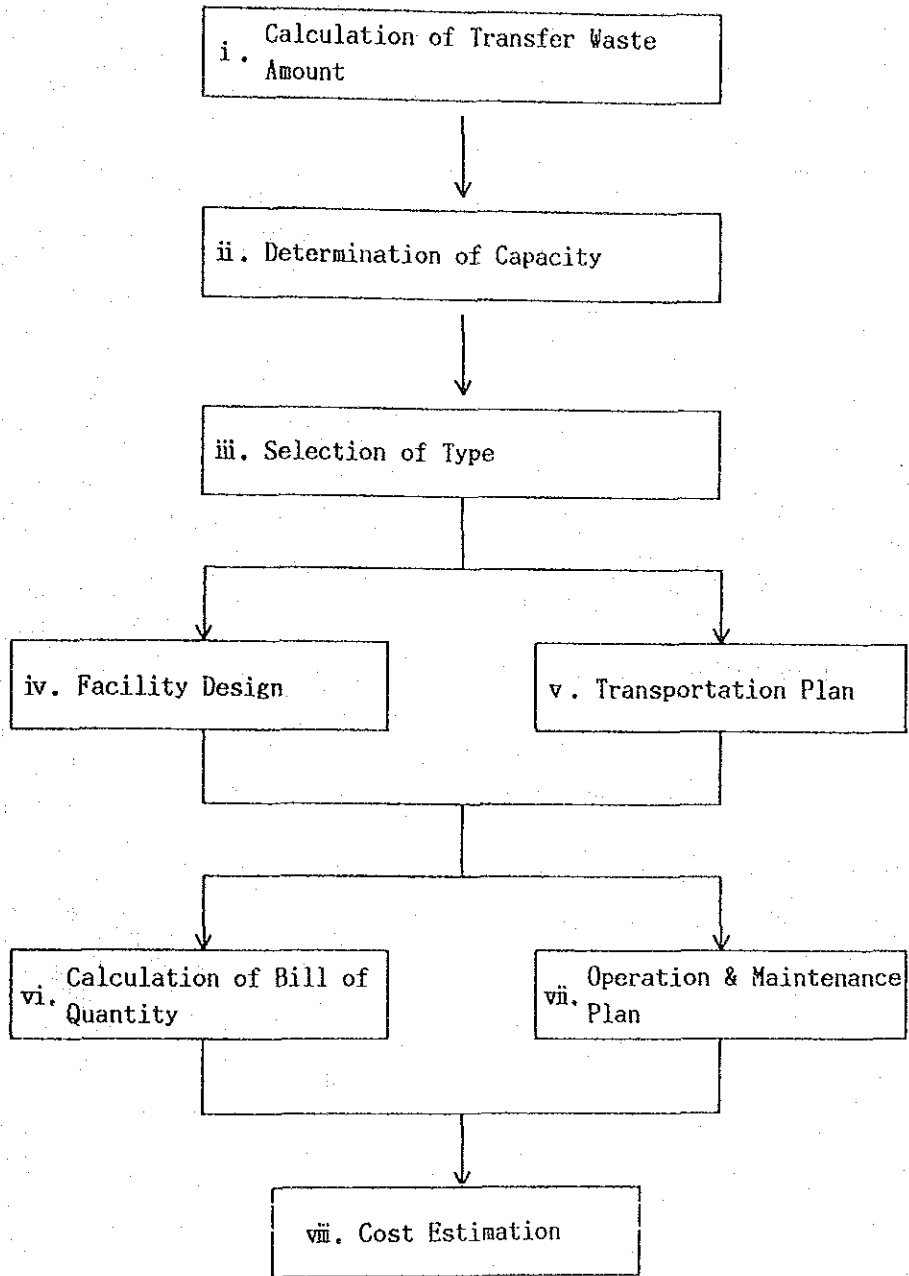 i. Calculation of Transfer Waste
Amount
ii. Determination of Capacity
iii. Selection of Type
iv. Facility Design
v. Transportation Plan
vi. Calculation of Bill of
Quantity
vii. Operation & Maintenance
Plan
viii. Cost Estimation